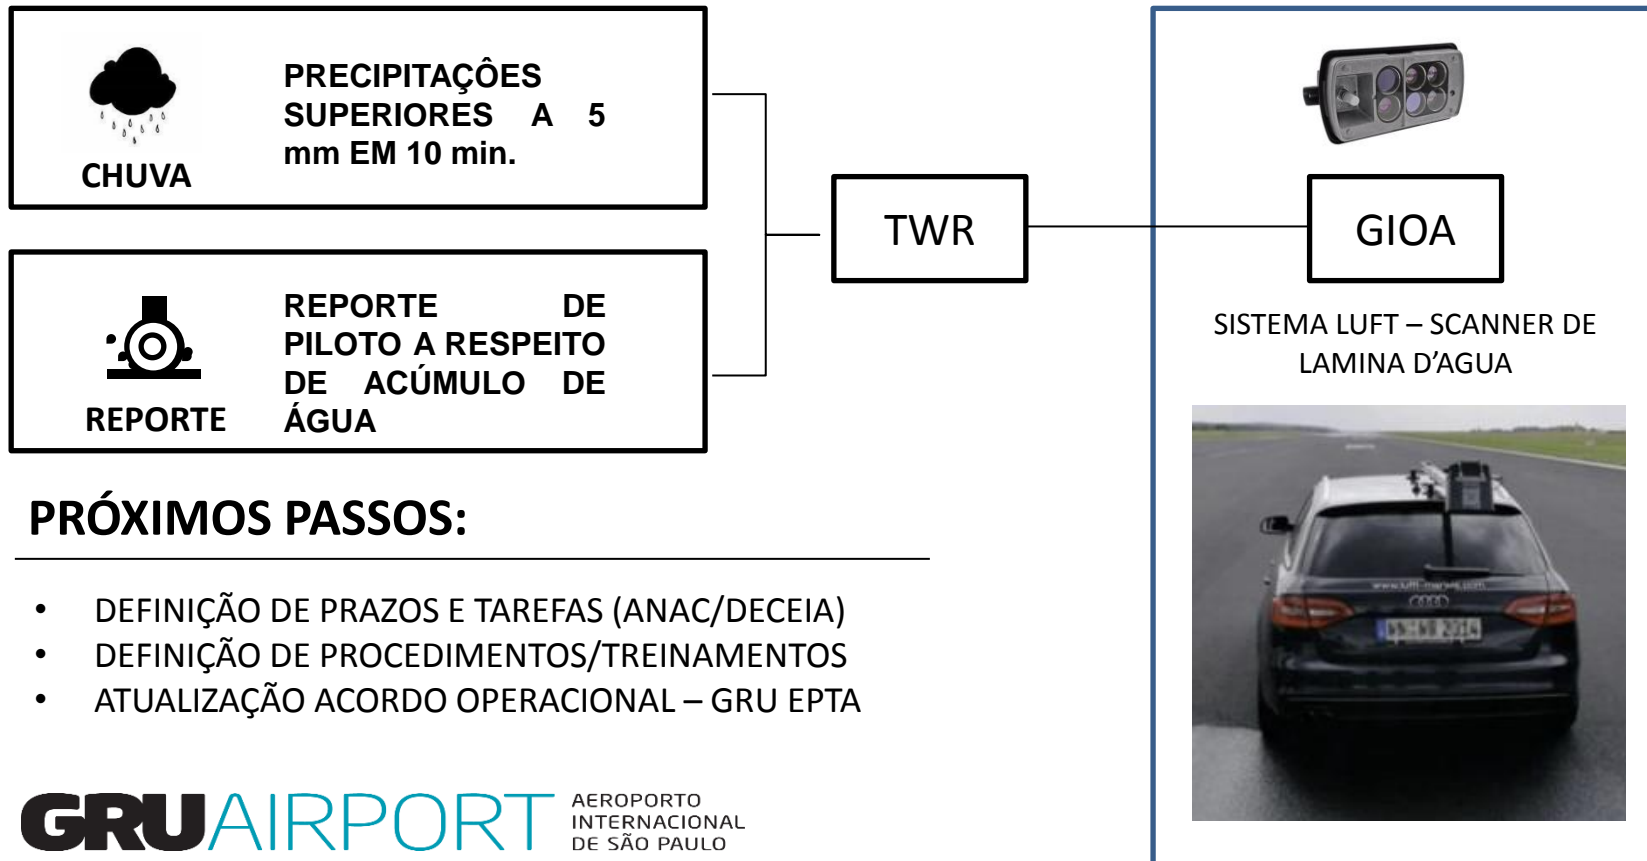 CHUVA
PRECIPITAÇÔES
SUPERIORES A 5
mm EM 10 min.
REPORTE
REPORTE DE
PILOTO A RESPEITO
DE ACÚMULO DE
ÁGUA
TWR
GIOA
SISTEMA LUFT – SCANNER DE
LAMINA D’AGUA
PRÓXIMOS PASSOS:
• DEFINIÇÃO DE PRAZOS E TAREFAS (ANAC/DECEIA)
• DEFINIÇÃO DE PROCEDIMENTOS/TREINAMENTOS
• ATUALIZAÇÃO ACORDO OPERACIONAL – GRU EPTA
GRUAIRPORT
AEROPORTO
INTERNACIONAL
DE SÃO PAULO